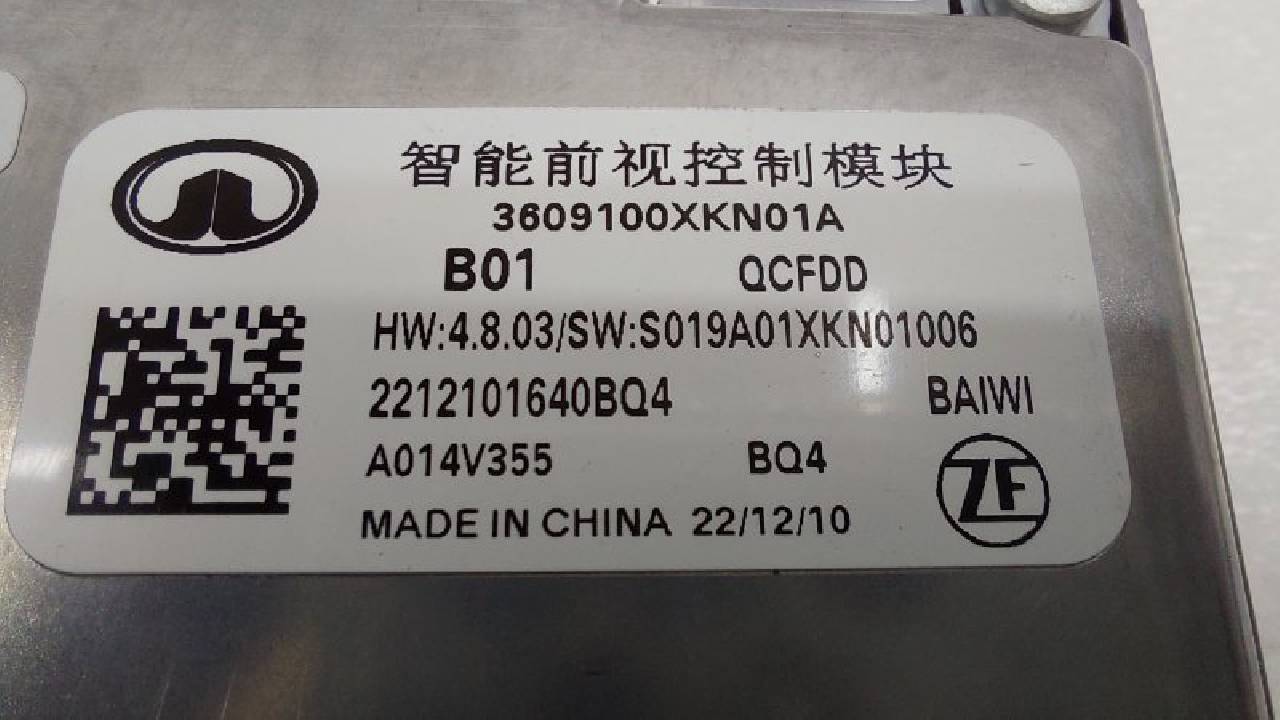 智能前视控制模块
3609100XKN01A
B01 QCFDD
HW:4.8.03/SW:S019A01XKN01006
2212101640BQ4 BAIWI
A014V355 BQ4
ZF
MADE IN CHINA 22/12/10